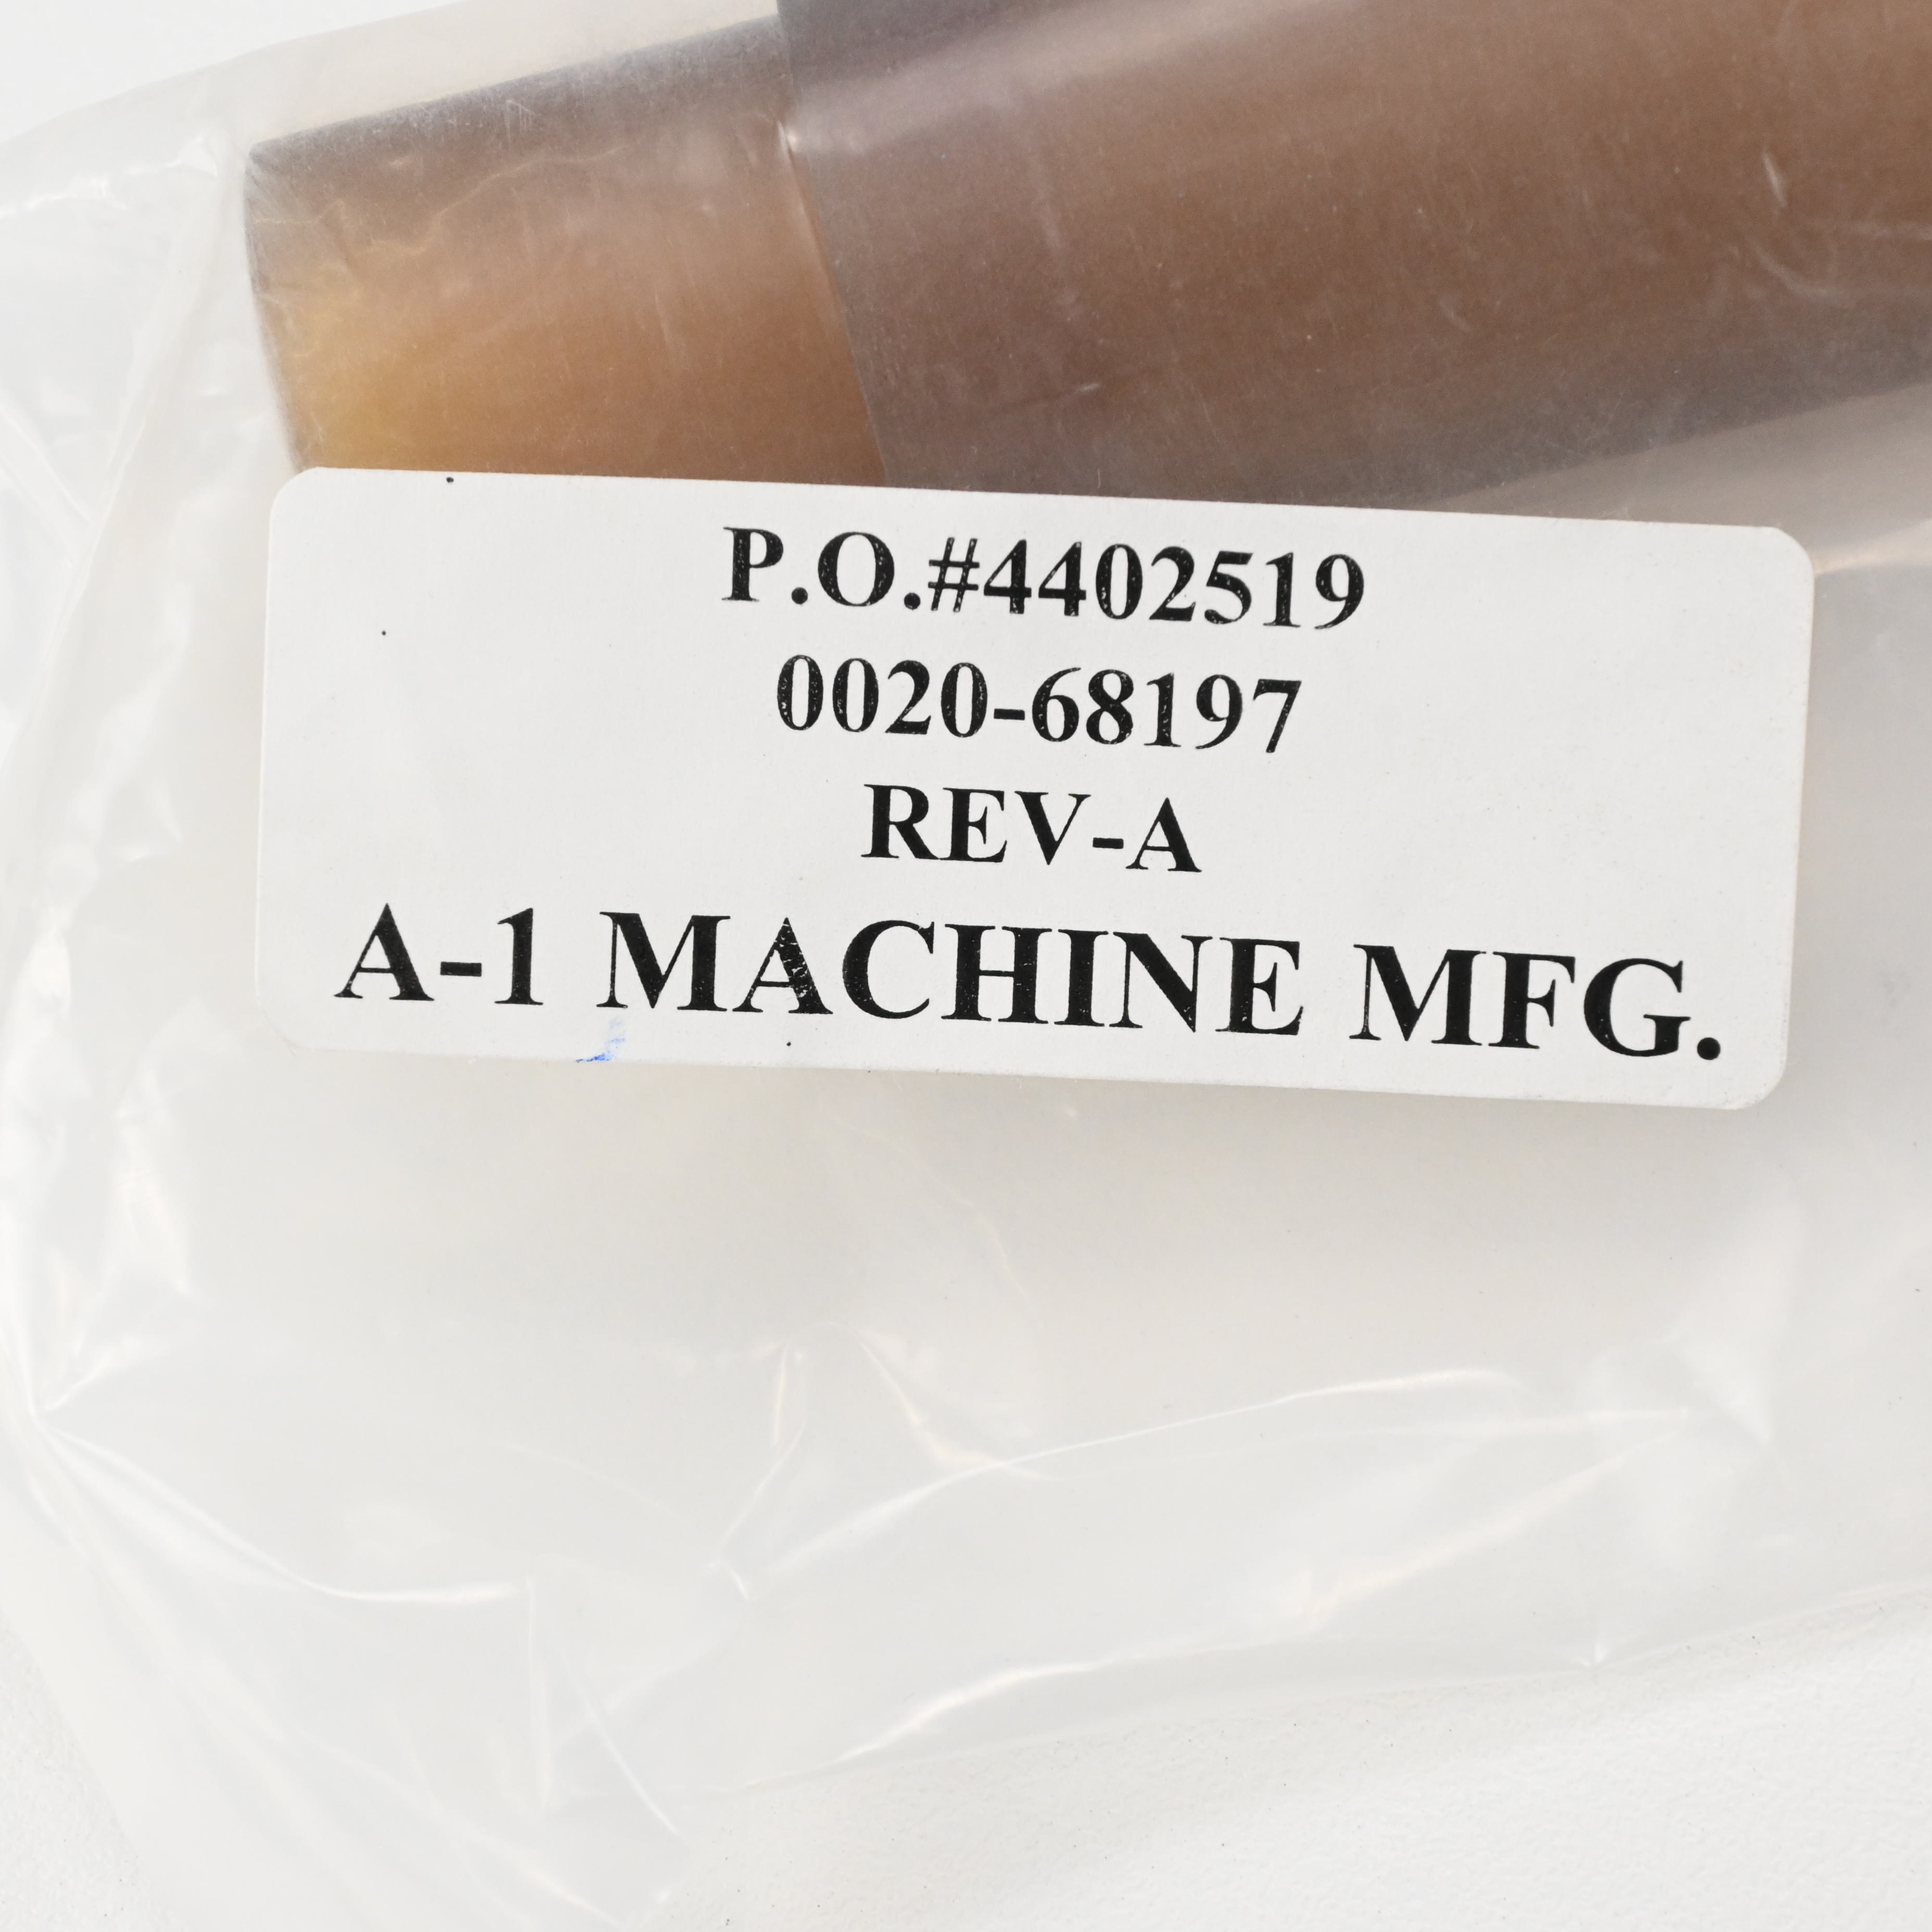 P.O.#4402519
0020-68197
REV-A
A-1 MACHINE MFG.